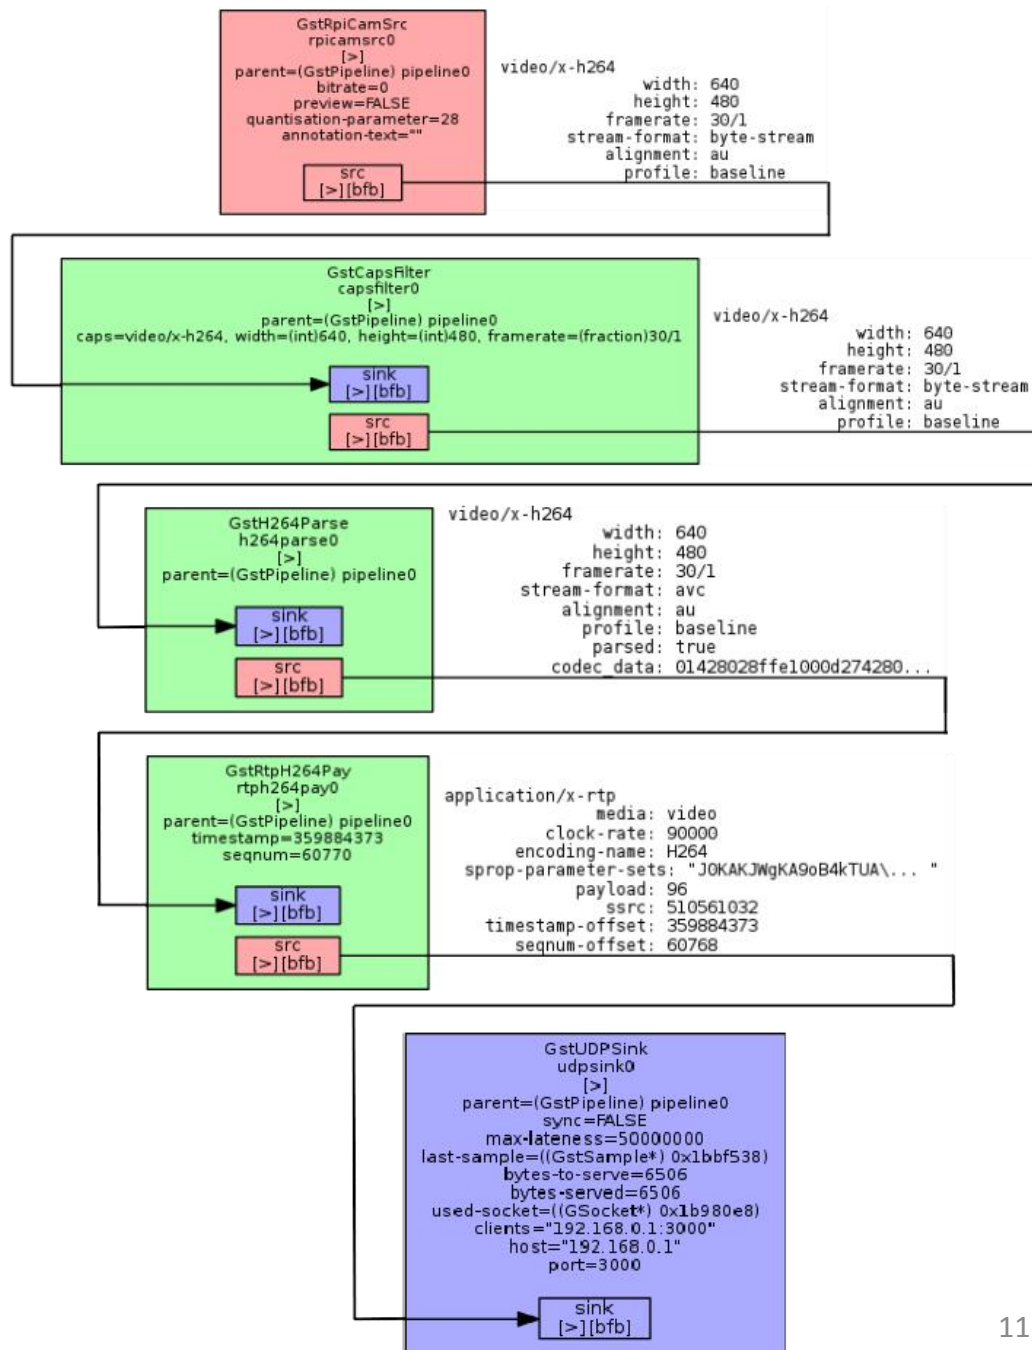 GstRpiCamSrc
rpicamsrc0
[>]
parent=(GstPipeline) pipeline0
bitrate=0
preview=FALSE
quantisation-parameter=28
annotation-text=""
src
[>][bfb]
video/x-h264
width: 640
height: 480
framerate: 30/1
stream-format: byte-stream
alignment: au
profile: baseline
GstCapsFilter
capsfilter0
[>]
parent=(GstPipeline) pipeline0
caps=video/x-h264, width=(int)640, height=(int)480, framerate=(fraction)30/1
sink
[>][bfb]
src
[>][bfb]
video/x-h264
width: 640
height: 480
framerate: 30/1
stream-format: byte-stream
alignment: au
profile: baseline
GstH264Parse
h264parse0
[>]
parent=(GstPipeline) pipeline0
sink
[>][bfb]
src
[>][bfb]
video/x-h264
width: 640
height: 480
framerate: 30/1
stream-format: avc
alignment: au
profile: baseline
parsed: true
codec_data: 01428028ffe1000d274280...
GstRtpH264Pay
rtph264pay0
[>]
parent=(GstPipeline) pipeline0
timestamp=359884373
seqnum=60770
sink
[>][bfb]
src
[>][bfb]
application/x-rtp
media: video
clock-rate: 90000
encoding-name: H264
sprop-parameter-sets: "J0KAKJWgKA9oB4kTUA\... "
payload: 96
ssrc: 510561032
timestamp-offset: 359884373
seqnum-offset: 60768
GstUDPSink
udpsink0
[>]
parent=(GstPipeline) pipeline0
sync=FALSE
max-lateness=50000000
last-sample=((GstSample*) 0x1bbf538)
bytes-to-serve=6506
bytes-served=6506
used-socket=((GSocket*) 0x1b980e8)
clients="192.168.0.1:3000"
host="192.168.0.1"
port=3000
sink
[>][bfb]
11